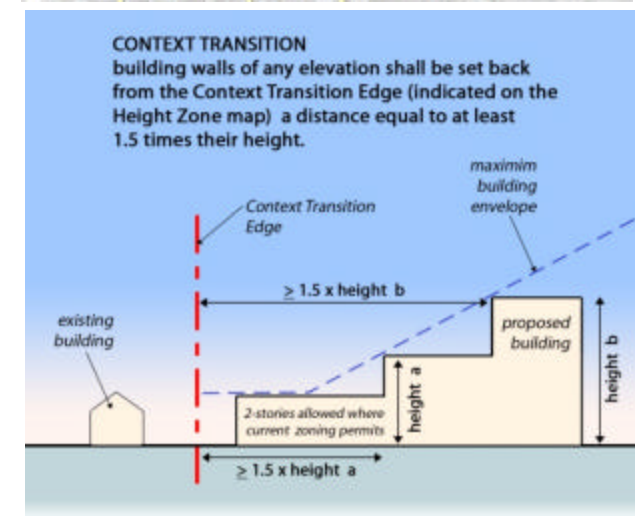 CONTEXT TRANSITION
building walls of any elevation shall be set back
from the Context Transition Edge (indicated on the
Height Zone map) a distance equal to at least
1.5 times their height.
maximim
building
envelope
Context Transition
Edge
≥ 1.5 x height b
existing
building
proposed
building
height a
height b
2-stories allowed where
current zoning permits
≥ 1.5 x height a